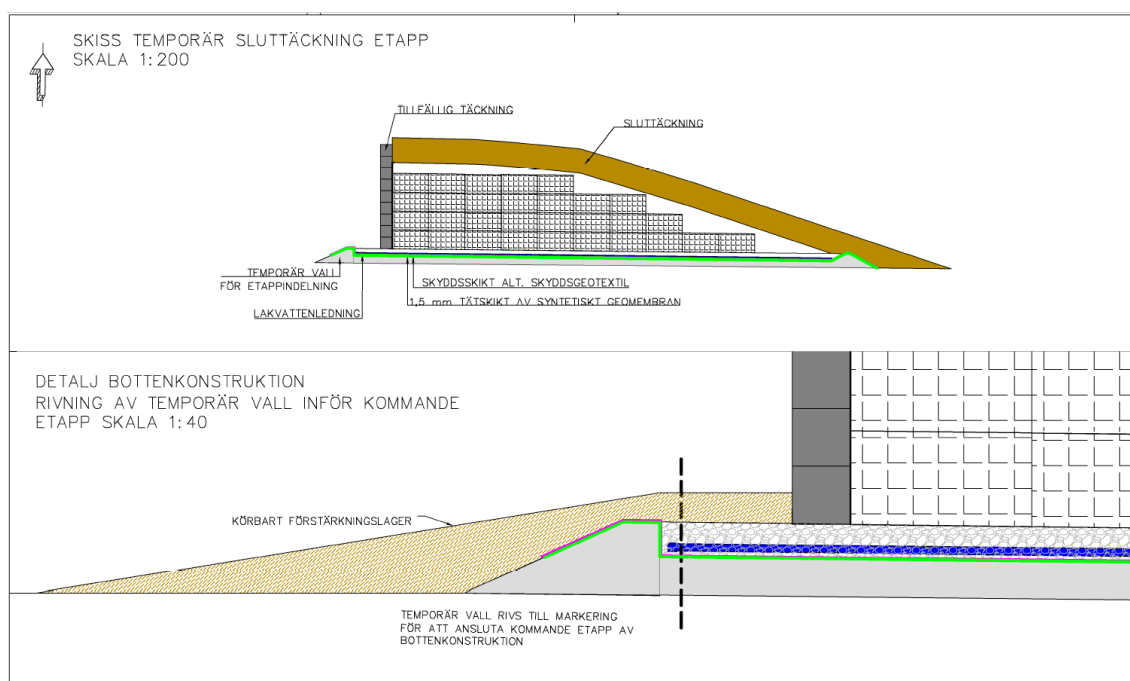 SKISS TEMPORÄR SLUTTÄCKNING ETAPP
SKALA 1:200
TILLFÄLLIG TÄCKNING
SLUTTÄCKNING
TEMPORÄR VALL
FÖR ETAPPINDELNING
SKYDDSSKIKT ALT. SKYDDSGEOTEXTIL
1,5 mm TÄTSKIKT AV SYNTETISKT GEOMEMBRAN
LAKVATTENLEDNING
DETALJ BOTTENKONSTRUKTION
RIVNING AV TEMPORÄR VALL INFÖR KOMMANDE
ETAPP SKALA 1:40
KÖRBART FÖRSTÄRKNINGSLAGER
TEMPORÄR VALL RIVS TILL MARKERING
FÖR ATT ANSLUTA KOMMANDE ETAPP AV
BOTTENKONSTRUKTION